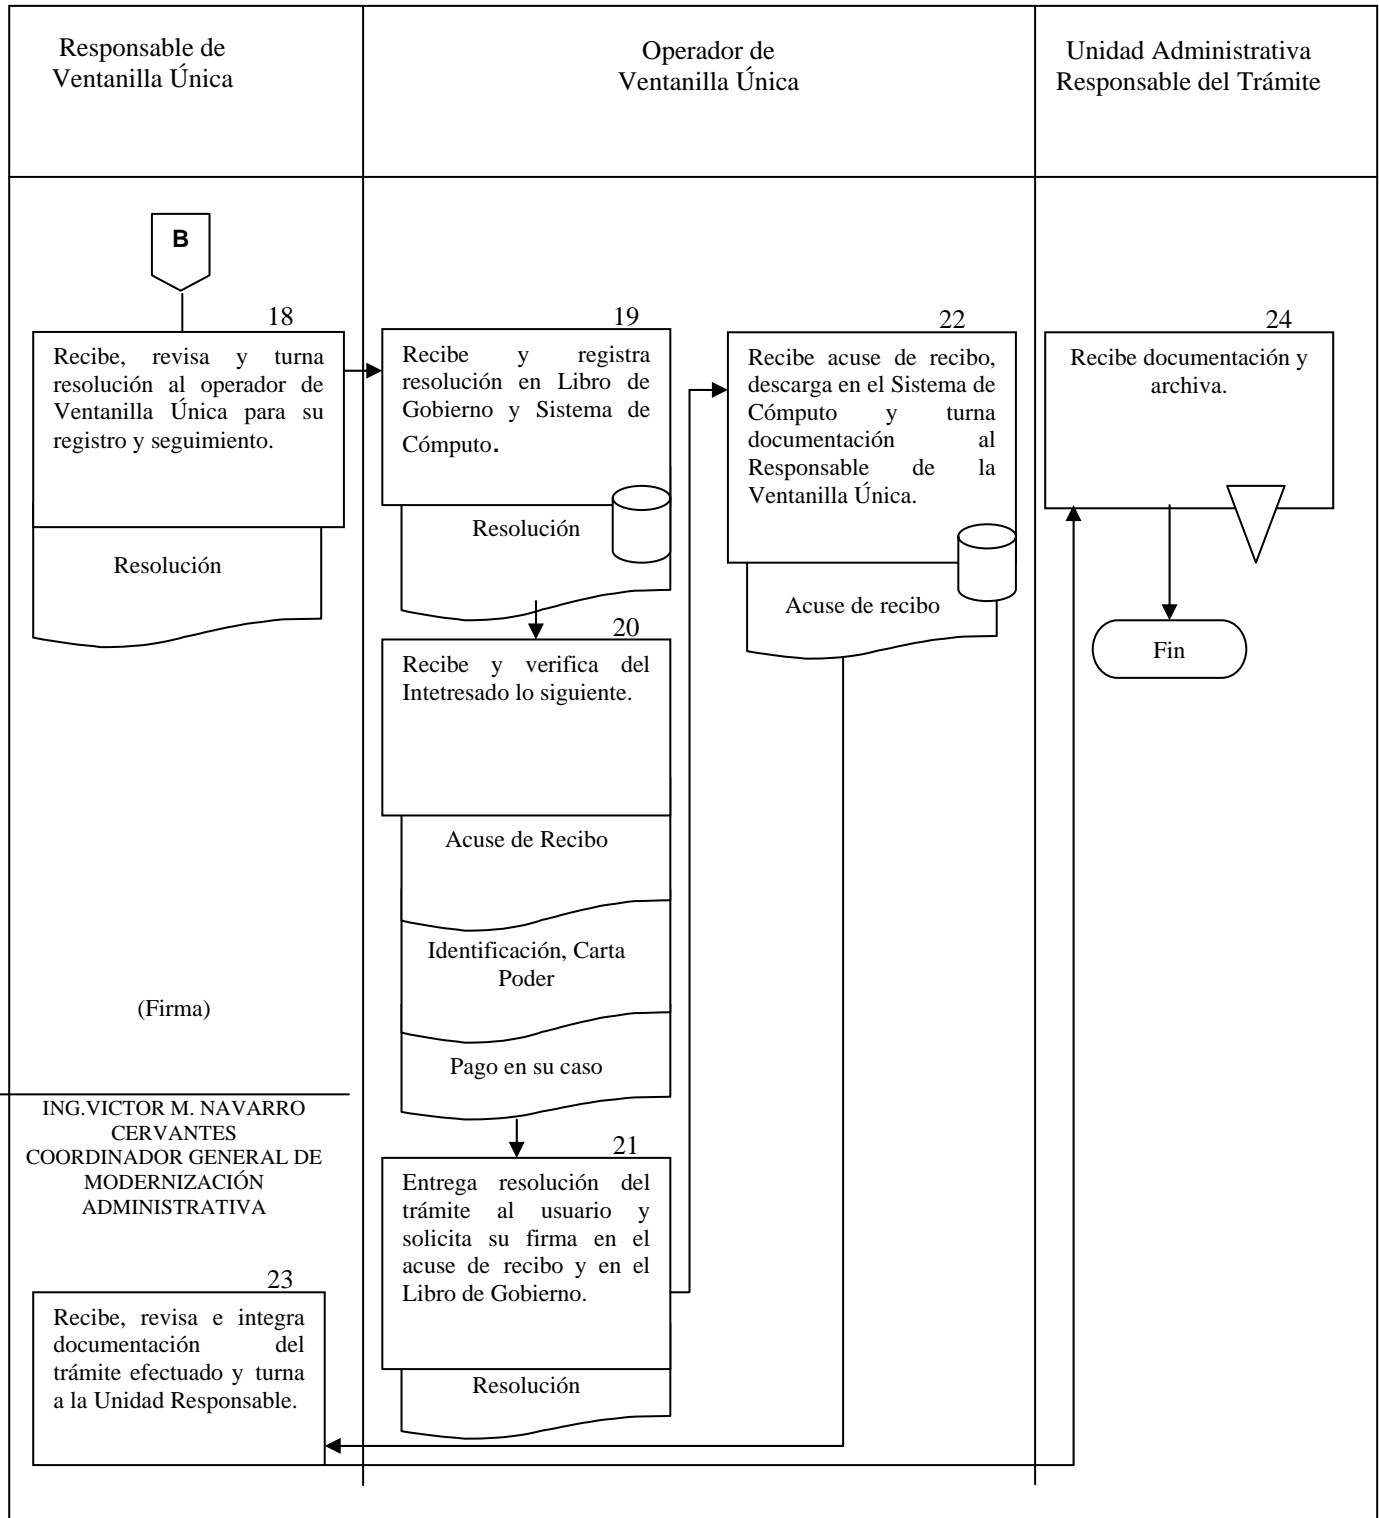 Responsable de
Ventanilla Única
Operador de
Ventanilla Única
Unidad Administrativa
Responsable del Trámite
B
18
Recibe, revisa y turna
resolución al operador de
Ventanilla Única para su
registro y seguimiento.
Resolución
19
Recibe y registra
resolución en Libro de
Gobierno y Sistema de
Cómputo.
Resolución
20
Recibe y verifica del
Intetresado lo siguiente.
Acuse de Recibo
Identificación, Carta
Poder
Pago en su caso
21
Entrega resolución del
trámite al usuario y
solicita su firma en el
acuse de recibo y en el
Libro de Gobierno.
Resolución
22
Recibe acuse de recibo,
descarga en el Sistema de
Cómputo y turna
documentación al
Responsable de la
Ventanilla Única.
Acuse de recibo
(Firma)
ING.VICTOR M. NAVARRO
CERVANTES
COORDINADOR GENERAL DE
MODERNIZACIÓN
ADMINISTRATIVA
23
Recibe, revisa e integra
documentación del
trámite efectuado y turna
a la Unidad Responsable.
24
Recibe documentación y
archiva.
Fin